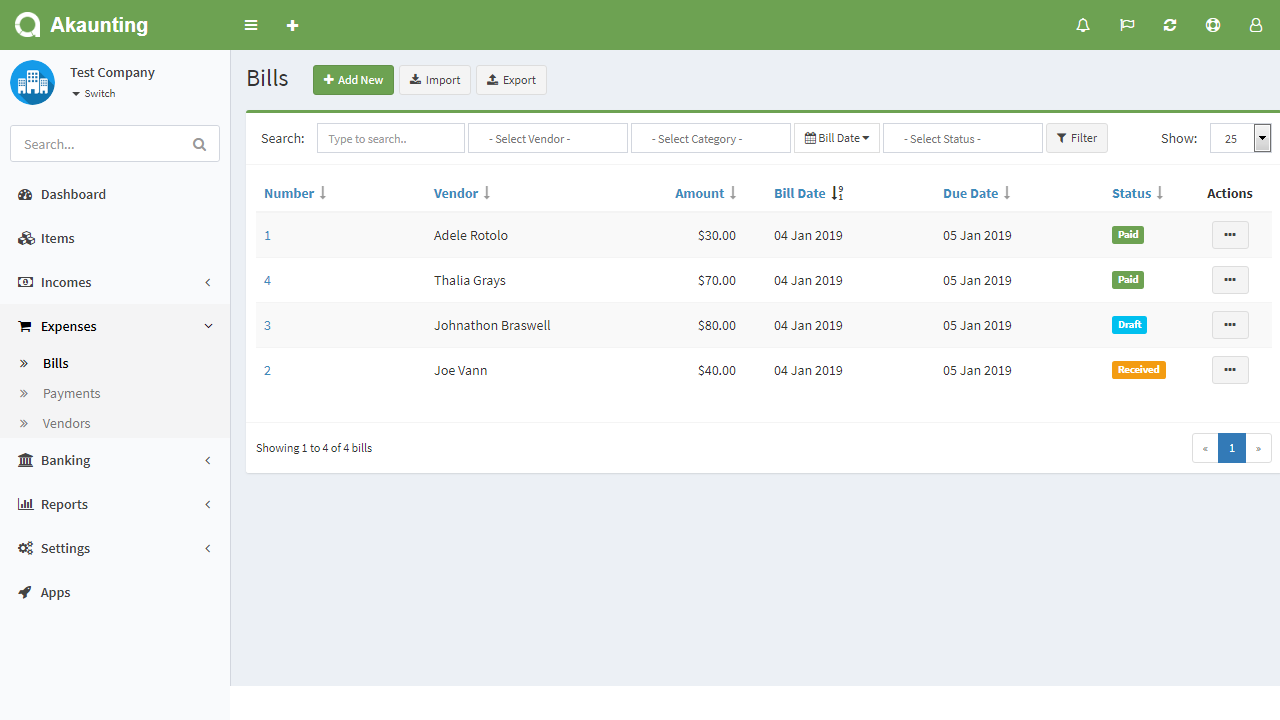 Akaunting
Test Company
Switch
Search...
Dashboard
Items
Incomes
Expenses
Bills
Payments
Vendors
Banking
Reports
Settings
Apps
Bills
Add New
Import
Export
Search:
Type to search..
- Select Vendor -
- Select Category -
Bill Date
- Select Status -
Filter
Show:
25
Number Vendor Amount Bill Date Due Date Status Actions
1 Adele Rotolo $30.00 04 Jan 2019 05 Jan 2019 Paid
4 Thalia Grays $70.00 04 Jan 2019 05 Jan 2019 Paid
3 Johnathon Braswell $80.00 04 Jan 2019 05 Jan 2019 Draft
2 Joe Vann $40.00 04 Jan 2019 05 Jan 2019 Received
Showing 1 to 4 of 4 bills
« 1 »